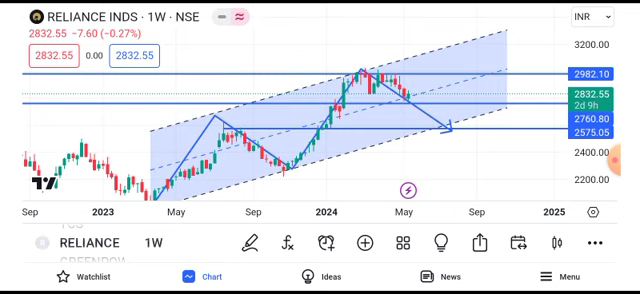 RELIANCE INDS · 1W · NSE
INR
2832.55 −7.60 (−0.27%)
2832.55 0.00 2832.55
3200.00
2982.10
2832.55
2d 9h
2760.80
2575.05
2400.00
2200.00
Sep 2023 May Sep 2024 May Sep 2025
RELIANCE 1W
Watchlist Chart Ideas News Menu